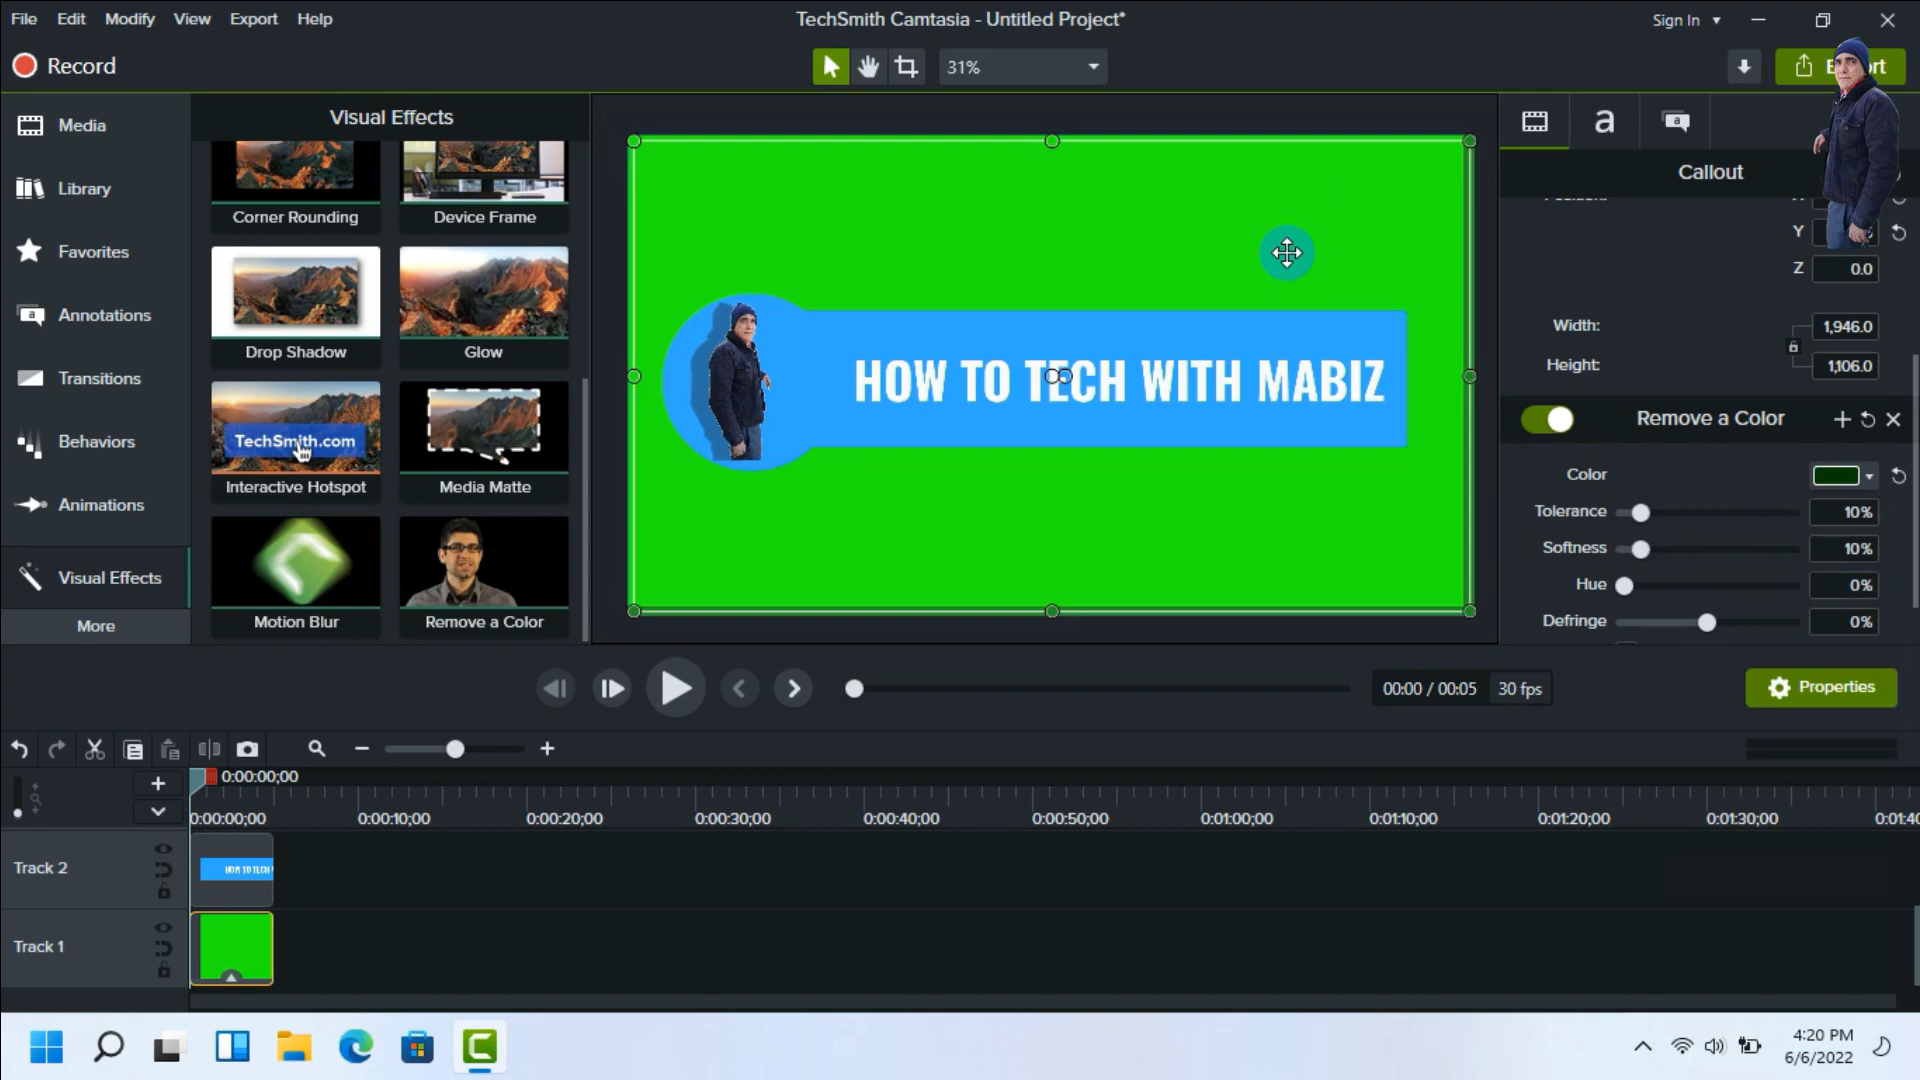 File Edit Modify View Export Help
TechSmith Camtasia - Untitled Project*
Sign In
Record
31%
Media
Library
Favorites
Annotations
Transitions
Behaviors
Animations
Visual Effects
More
Visual Effects
Corner Rounding
Device Frame
Drop Shadow
Glow
TechSmith.com
Interactive Hotspot
Media Matte
Motion Blur
Remove a Color
HOW TO TECH WITH MABIZ
Callout
Y
Z 0.0
Width: 1,946.0
Height: 1,106.0
Remove a Color
Color
Tolerance 10%
Softness 10%
Hue 0%
Defringe 0%
00:00 / 00:05 30 fps
Properties
0:00:00;00
0:00:00;00 0:00:10;00 0:00:20;00 0:00:30;00 0:00:40;00 0:00:50;00 0:01:00;00 0:01:10;00 0:01:20;00 0:01:30;00 0:01:40
Track 2
HOW TO TECH
Track 1
4:20 PM
6/6/2022